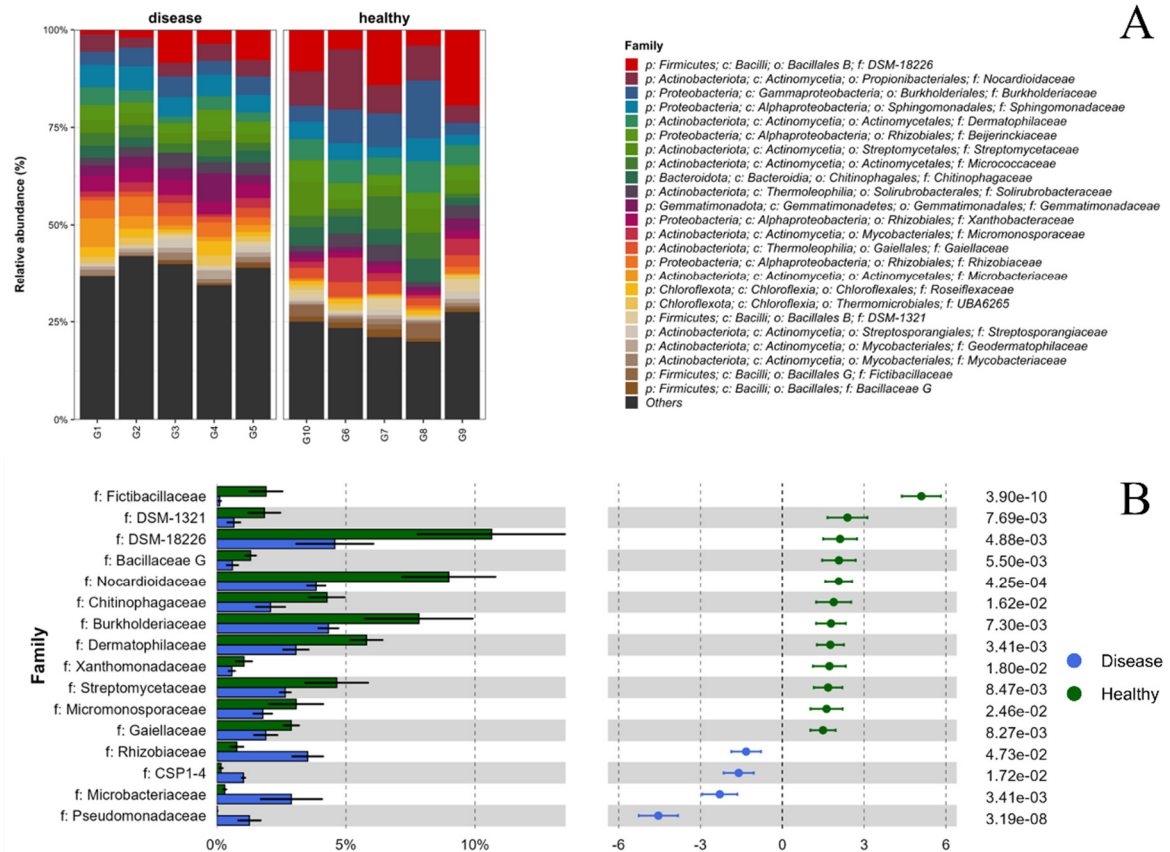 A
disease
healthy
Relative abundance (%)
100%
75%
50%
25%
0%
G1
G2
G3
G4
G5
G10
G6
G7
G8
G9
Family
p: Firmicutes; c: Bacilli; o: Bacillales B; f: DSM-18226
p: Actinobacteriota; c: Actinomycetia; o: Propionibacteriales; f: Nocardioidaceae
p: Proteobacteria; c: Gammaproteobacteria; o: Burkholderiales; f: Burkholderiaceae
p: Proteobacteria; c: Alphaproteobacteria; o: Sphingomonadales; f: Sphingomonadaceae
p: Actinobacteriota; c: Actinomycetia; o: Actinomycetales; f: Dermatophilaceae
p: Proteobacteria; c: Alphaproteobacteria; o: Rhizobiales; f: Beijerinckiaceae
p: Actinobacteriota; c: Actinomycetia; o: Streptomycetales; f: Streptomycetaceae
p: Actinobacteriota; c: Actinomycetia; o: Actinomycetales; f: Micrococcaceae
p: Bacteroidota; c: Bacteroidia; o: Chitinophagales; f: Chitinophagaceae
p: Actinobacteriota; c: Thermoleophilia; o: Solirubrobacterales; f: Solirubrobacteraceae
p: Gemmatimonadota; c: Gemmatimonadetes; o: Gemmatimonadales; f: Gemmatimonadaceae
p: Proteobacteria; c: Alphaproteobacteria; o: Rhizobiales; f: Xanthobacteraceae
p: Actinobacteriota; c: Actinomycetia; o: Mycobacteriales; f: Micromonosporaceae
p: Actinobacteriota; c: Thermoleophilia; o: Gaiellales; f: Gaiellaceae
p: Proteobacteria; c: Alphaproteobacteria; o: Rhizobiales; f: Rhizobiaceae
p: Actinobacteriota; c: Actinomycetia; o: Actinomycetales; f: Microbacteriaceae
p: Chloroflexota; c: Chloroflexia; o: Chloroflexales; f: Roseiflexaceae
p: Chloroflexota; c: Chloroflexia; o: Thermomicrobiales; f: UBA6265
p: Firmicutes; c: Bacilli; o: Bacillales B; f: DSM-1321
p: Actinobacteriota; c: Actinomycetia; o: Streptosporangiales; f: Streptosporangiaceae
p: Actinobacteriota; c: Actinomycetia; o: Mycobacteriales; f: Geodermatophilaceae
p: Actinobacteriota; c: Actinomycetia; o: Mycobacteriales; f: Mycobacteriaceae
p: Firmicutes; c: Bacilli; o: Bacillales G; f: Fictibacillaceae
p: Firmicutes; c: Bacilli; o: Bacillales; f: Bacillaceae G
Others
B
Family
f: Fictibacillaceae 3.90e-10
f: DSM-1321 7.69e-03
f: DSM-18226 4.88e-03
f: Bacillaceae G 5.50e-03
f: Nocardioidaceae 4.25e-04
f: Chitinophagaceae 1.62e-02
f: Burkholderiaceae 7.30e-03
f: Dermatophilaceae 3.41e-03
f: Xanthomonadaceae 1.80e-02
f: Streptomycetaceae 8.47e-03
f: Micromonosporaceae 2.46e-02
f: Gaiellaceae 8.27e-03
f: Rhizobiaceae 4.73e-02
f: CSP1-4 1.72e-02
f: Microbacteriaceae 3.41e-03
f: Pseudomonadaceae 3.19e-08
0% 5% 10%
-6 -3 0 3 6
Disease
Healthy